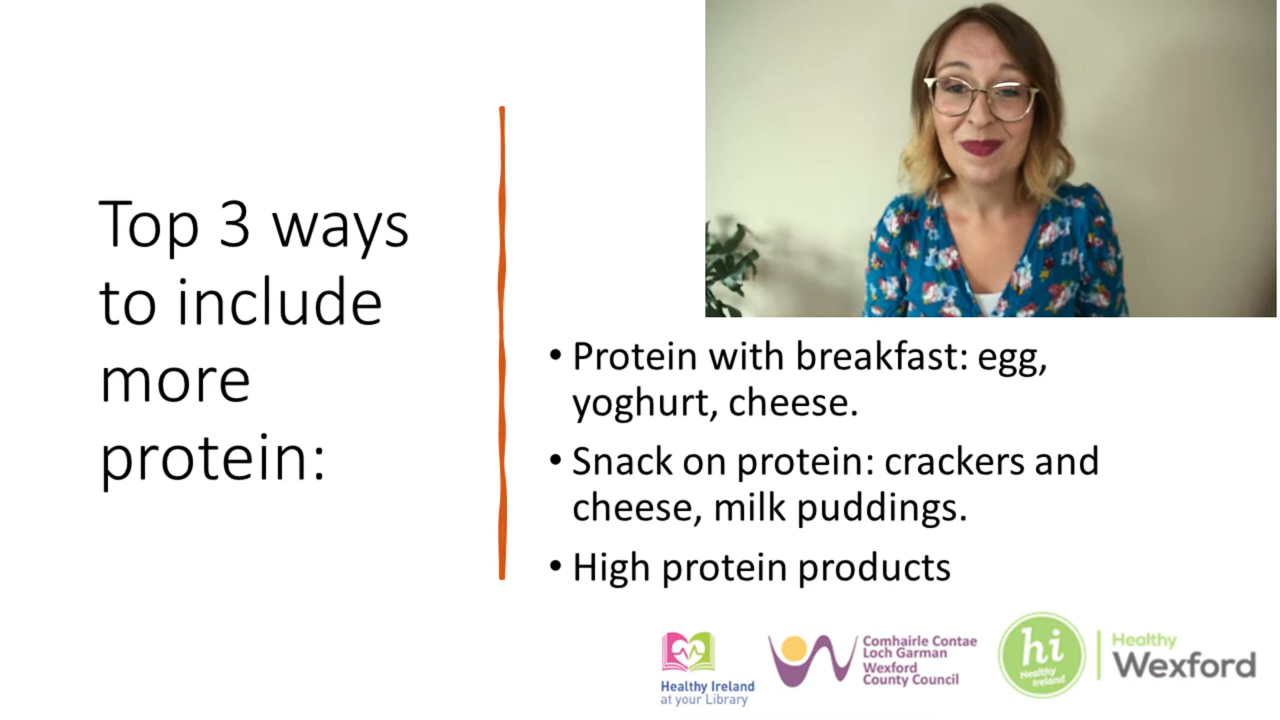 Top 3 ways
to include
more
protein:
• Protein with breakfast: egg,
yoghurt, cheese.
• Snack on protein: crackers and
cheese, milk puddings.
• High protein products
Healthy Ireland
at your Library
Comhairle Contae
Loch Garman
Wexford
County Council
hi
Healthy
Ireland
Healthy
Wexford